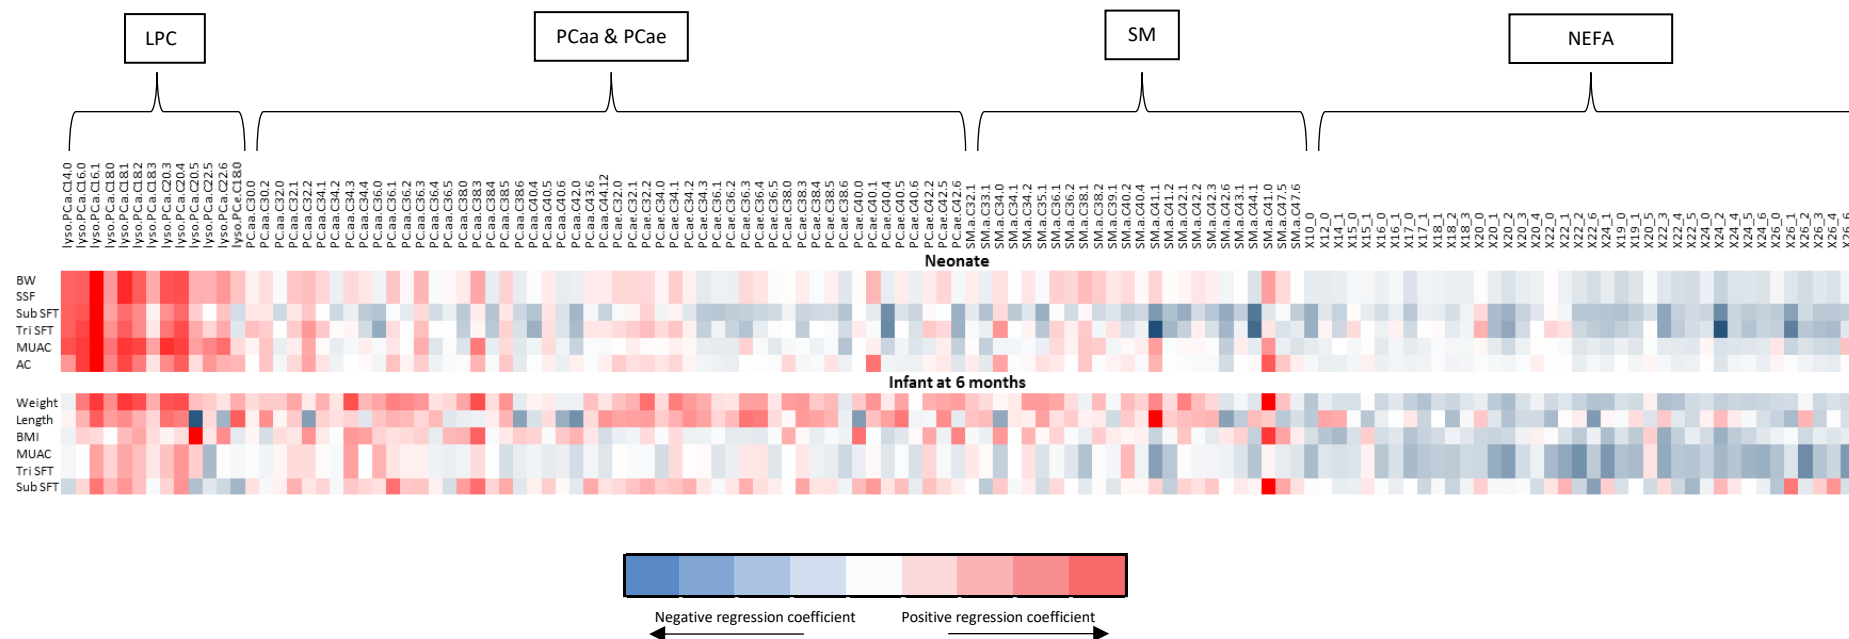 LPC
PCaa & PCae
SM
NEFA
lyso.PCa.C14.0
lyso.PCa.C16.0
lyso.PCa.C16.1
lyso.PCa.C18.0
lyso.PCa.C18.1
lyso.PCa.C18.2
lyso.PCa.C18.3
lyso.PCa.C20.3
lyso.PCa.C20.4
lyso.PCa.C20.5
lyso.PCa.C22.5
lyso.PCa.C22.6
lyso.PCe.C18.0
PCaa.C30.0
PCaa.C30.2
PCaa.C32.0
PCaa.C32.1
PCaa.C32.2
PCaa.C34.1
PCaa.C34.2
PCaa.C34.3
PCaa.C34.4
PCaa.C36.0
PCaa.C36.1
PCaa.C36.2
PCaa.C36.3
PCaa.C36.4
PCaa.C36.5
PCaa.C38.0
PCaa.C38.3
PCaa.C38.4
PCaa.C38.5
PCaa.C38.6
PCaa.C40.4
PCaa.C40.5
PCaa.C40.6
PCaa.C42.0
PCaa.C43.6
PCaa.C44.12
PCae.C32.0
PCae.C32.1
PCae.C32.2
PCae.C34.0
PCae.C34.1
PCae.C34.2
PCae.C34.3
PCae.C36.1
PCae.C36.2
PCae.C36.3
PCae.C36.4
PCae.C36.5
PCae.C38.0
PCae.C38.3
PCae.C38.4
PCae.C38.5
PCae.C38.6
PCae.C40.0
PCae.C40.1
PCae.C40.4
PCae.C40.5
PCae.C40.6
PCae.C42.2
PCae.C42.5
PCae.C42.6
SM.a.C32.1
SM.a.C33.1
SM.a.C34.0
SM.a.C34.1
SM.a.C34.2
SM.a.C35.1
SM.a.C36.1
SM.a.C36.2
SM.a.C38.1
SM.a.C38.2
SM.a.C39.1
SM.a.C40.2
SM.a.C40.4
SM.a.C41.1
SM.a.C41.2
SM.a.C42.1
SM.a.C42.2
SM.a.C42.3
SM.a.C42.6
SM.a.C43.1
SM.a.C44.1
SM.a.C41.0
SM.a.C47.5
SM.a.C47.6
X10_0
X12_0
X14_1
X15_0
X15_1
X16_0
X16_1
X17_0
X17_1
X18_1
X18_2
X18_3
X20_0
X20_1
X20_2
X20_3
X20_4
X22_0
X22_1
X22_2
X22_6
X24_1
X19_0
X19_1
X20_5
X22_3
X22_4
X22_5
X24_0
X24_2
X24_4
X24_5
X24_6
X26_0
X26_1
X26_2
X26_3
X26_4
X26_6
Neonate
BW
SSF
Sub SFT
Tri SFT
MUAC
AC
Infant at 6 months
Weight
Length
BMI
MUAC
Tri SFT
Sub SFT
Negative regression coefficient
Positive regression coefficient